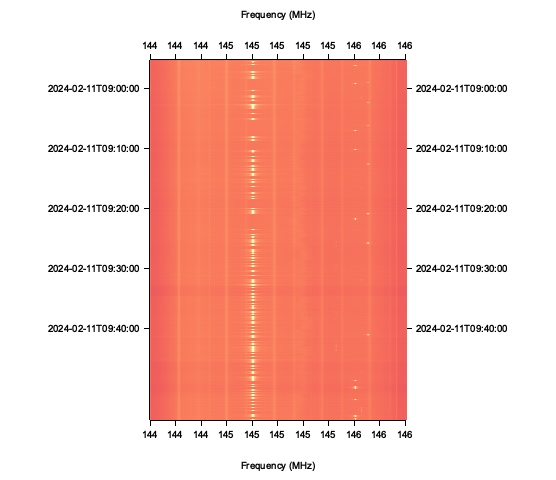 Frequency (MHz)
144 144 144 145 145 145 145 145 146 146 146
2024-02-11T09:00:00 2024-02-11T09:00:00
2024-02-11T09:10:00 2024-02-11T09:10:00
2024-02-11T09:20:00 2024-02-11T09:20:00
2024-02-11T09:30:00 2024-02-11T09:30:00
2024-02-11T09:40:00 2024-02-11T09:40:00
144 144 144 145 145 145 145 145 146 146 146
Frequency (MHz)